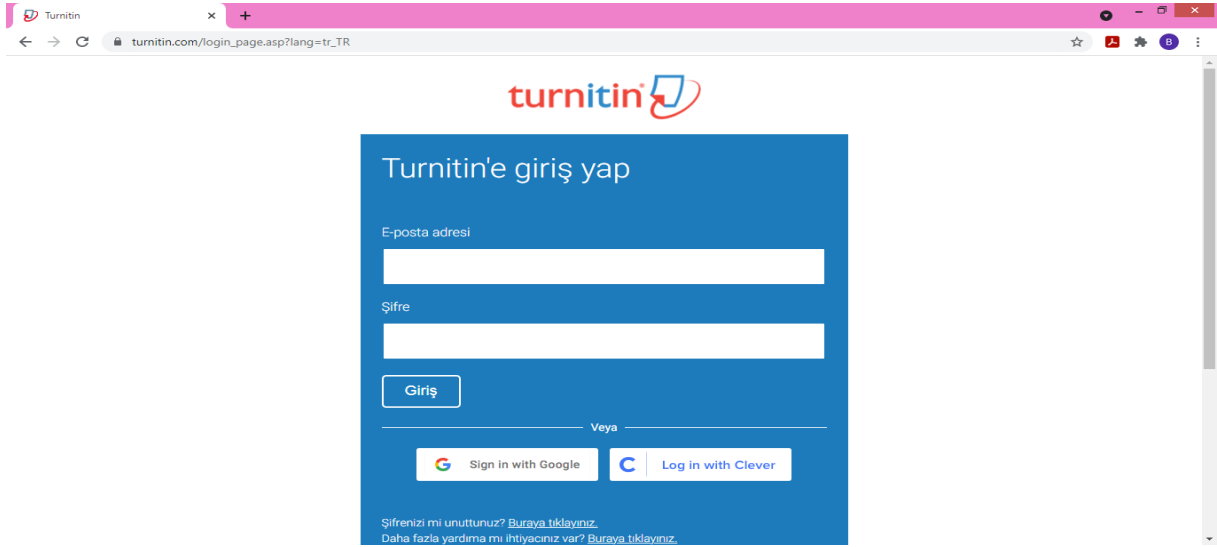 Turnitin
turnitin.com/login_page.asp?lang=tr_TR
B
turnitin
Turnitin'e giriş yap
E-posta adresi
Şifre
Giriş
Veya
G Sign in with Google
C Log in with Clever
Şifrenizi mi unuttunuz? Buraya tıklayınız.
Daha fazla yardıma mı ihtiyacınız var? Buraya tıklayınız.